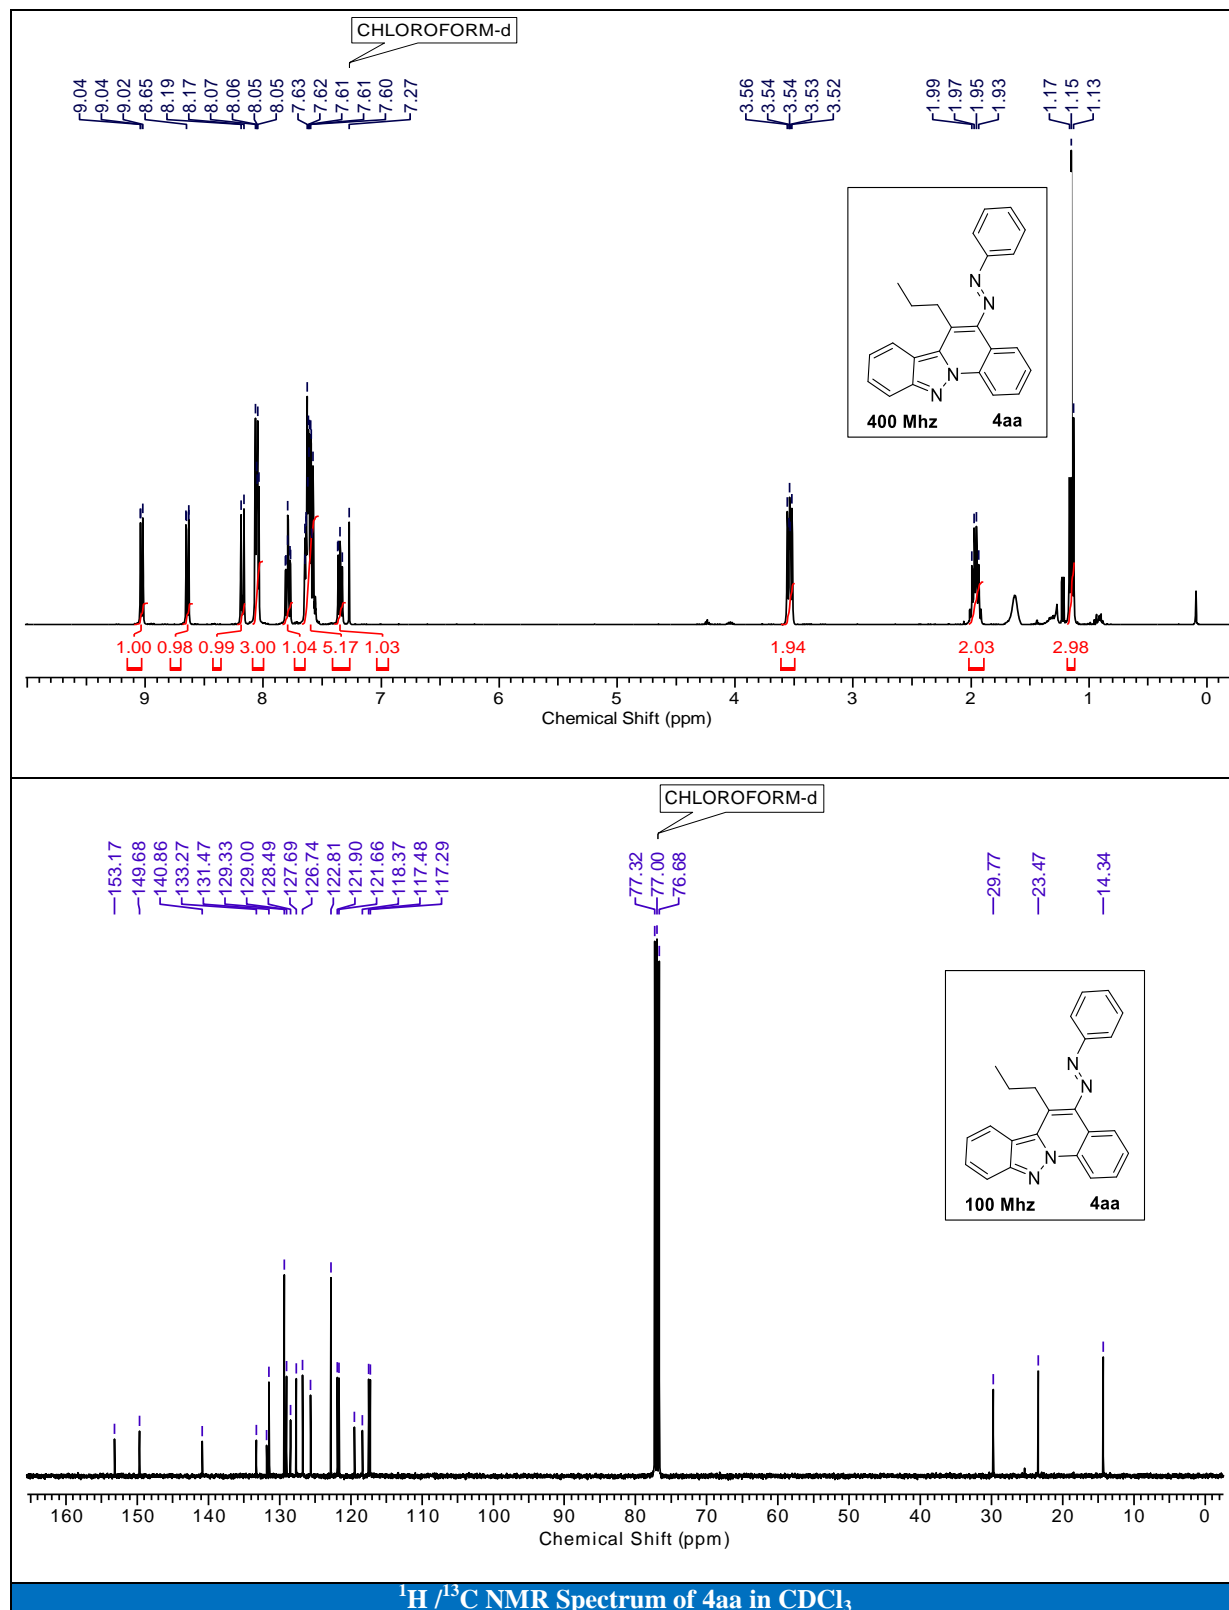 CHLOROFORM-d
9.04
9.04
9.02
8.65
8.19
8.17
8.07
8.06
8.05
8.05
7.63
7.62
7.61
7.61
7.60
7.27
3.56
3.54
3.54
3.53
3.52
1.99
1.97
1.95
1.93
1.17
1.15
1.13
N
N
N
N
400 Mhz 4aa
1.00 0.98 0.99 3.00 1.04 5.17 1.03 1.94 2.03 2.98
9 8 7 6 5 4 3 2 1 0
Chemical Shift (ppm)
CHLOROFORM-d
153.17
149.68
140.86
133.27
131.47
129.33
129.00
128.49
127.69
126.74
122.81
121.90
121.66
118.37
117.48
117.29
77.32
77.00
76.68
29.77
23.47
14.34
N
N
N
N
100 Mhz 4aa
160 150 140 130 120 110 100 90 80 70 60 50 40 30 20 10 0
Chemical Shift (ppm)
¹H /¹³C NMR Spectrum of 4aa in CDCl₃